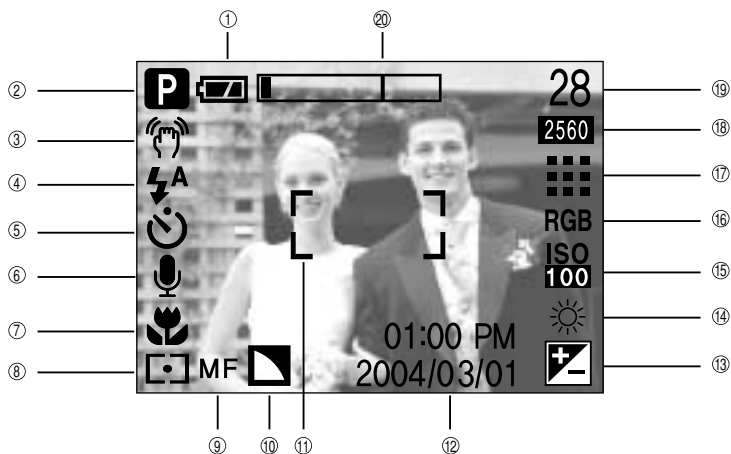 ① ⑳
② P 28 ⑲
③ 2560 ⑱
④ A ⑰
⑤ RGB ⑯
⑥ ISO
100 ⑮
⑦ 01:00 PM ⑭
⑧ MF 2004/03/01 ⑬
⑨ ⑩ ⑪ ⑫